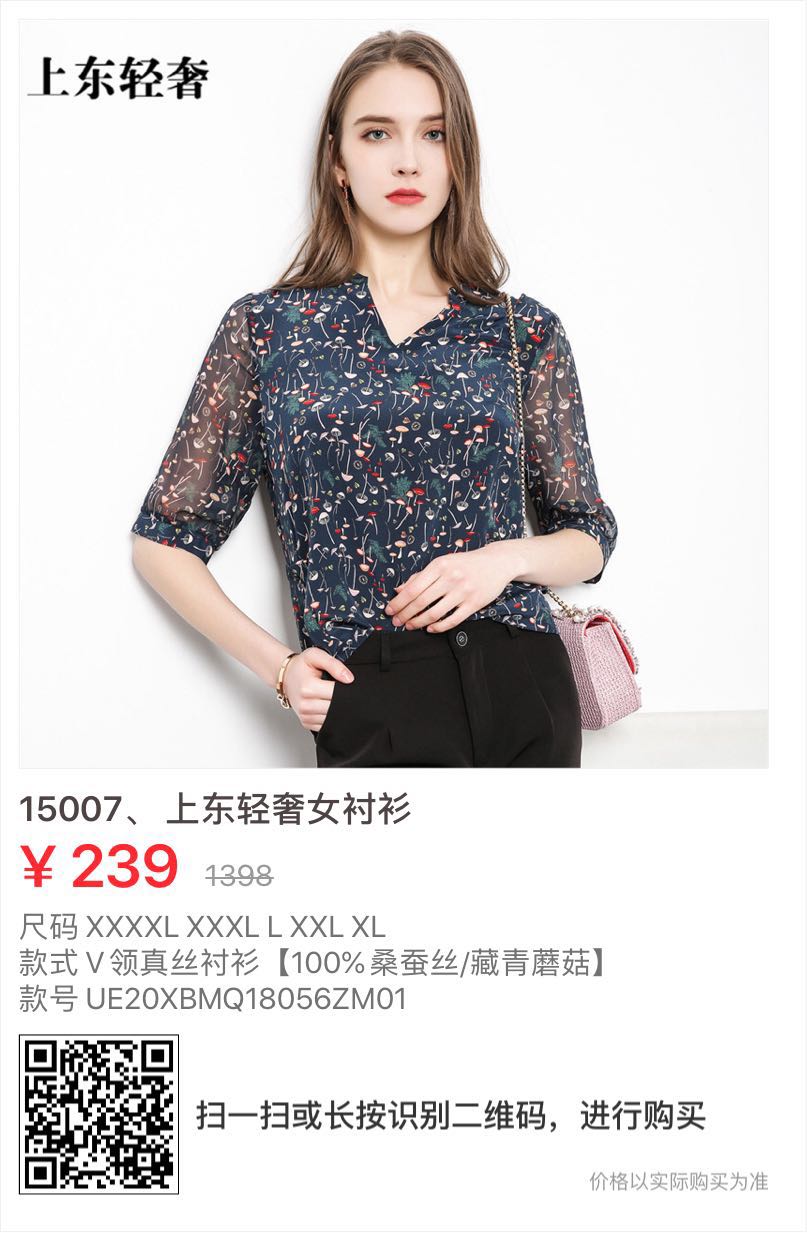 上东轻奢
15007、上东轻奢女衬衫
¥ 239 1398
尺码 XXXXL XXXL L XXL XL
款式 V 领真丝衬衫【100%桑蚕丝/藏青蘑菇】
款号 UE20XBMQ18056ZM01
扫一扫或长按识别二维码，进行购买
价格以实际购买为准